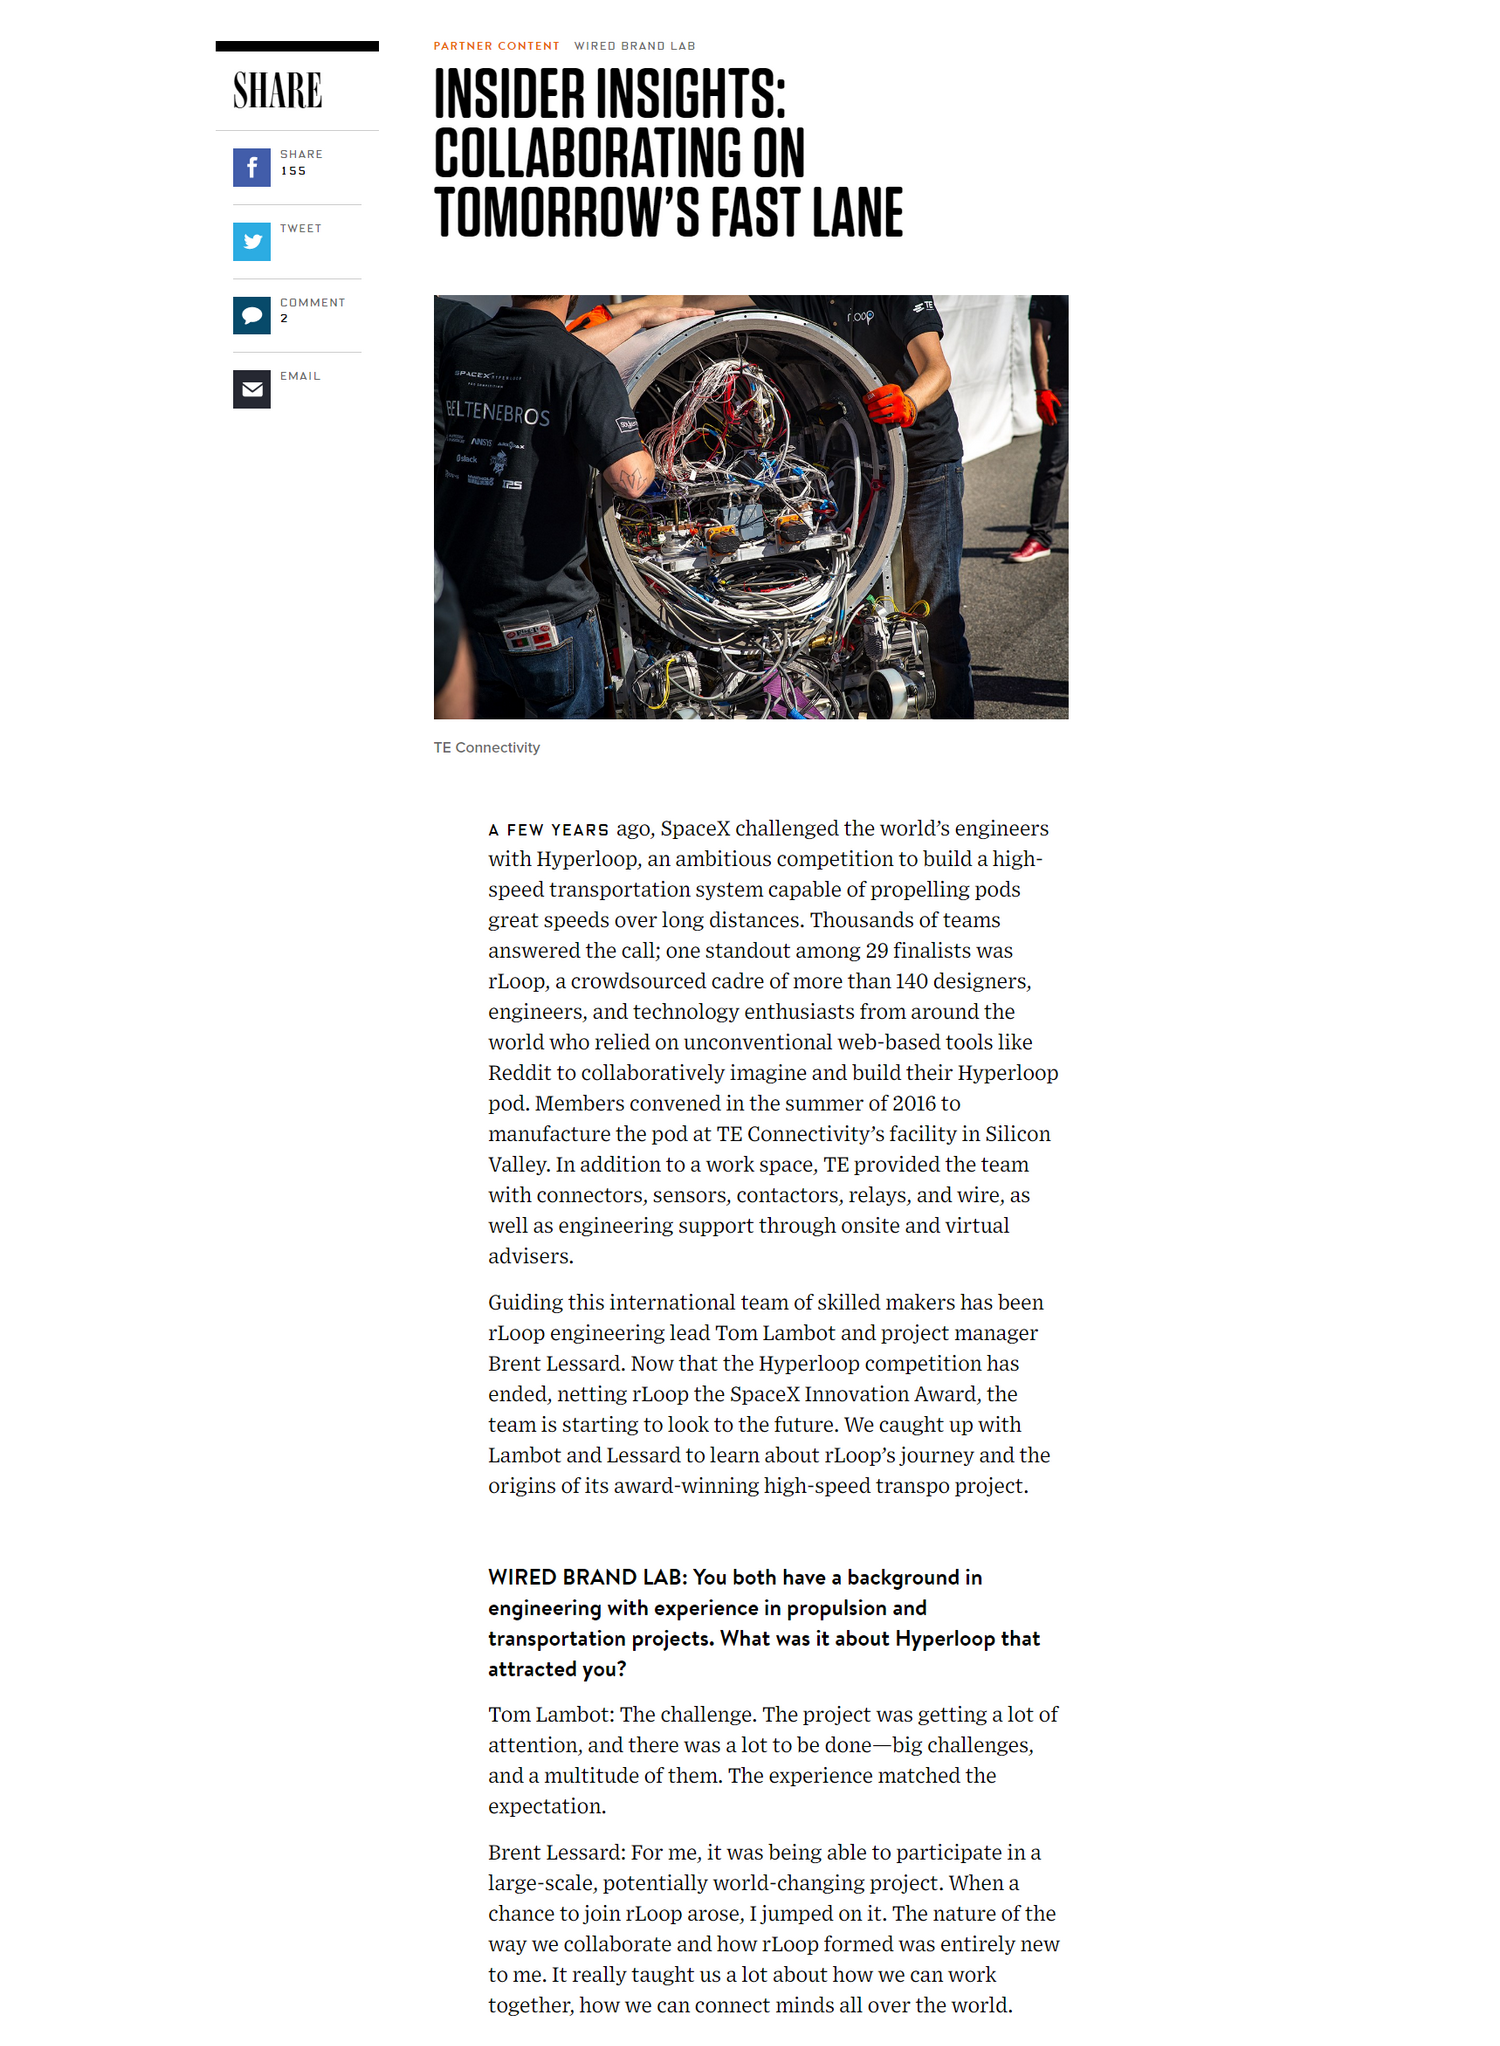 SHARE
SHARE
155
TWEET
COMMENT
2
EMAIL
PARTNER CONTENT WIRED BRAND LAB
INSIDER INSIGHTS:
COLLABORATING ON
TOMORROW'S FAST LANE
rLOOP
TE
SPACEX HYPERLOOP
POD COMPETITION
BELTENEBROS
ANSYS
slack
TPS
TE Connectivity
A FEW YEARS ago, SpaceX challenged the world's engineers
with Hyperloop, an ambitious competition to build a high-
speed transportation system capable of propelling pods
great speeds over long distances. Thousands of teams
answered the call; one standout among 29 finalists was
rLoop, a crowdsourced cadre of more than 140 designers,
engineers, and technology enthusiasts from around the
world who relied on unconventional web-based tools like
Reddit to collaboratively imagine and build their Hyperloop
pod. Members convened in the summer of 2016 to
manufacture the pod at TE Connectivity's facility in Silicon
Valley. In addition to a work space, TE provided the team
with connectors, sensors, contactors, relays, and wire, as
well as engineering support through onsite and virtual
advisers.
Guiding this international team of skilled makers has been
rLoop engineering lead Tom Lambot and project manager
Brent Lessard. Now that the Hyperloop competition has
ended, netting rLoop the SpaceX Innovation Award, the
team is starting to look to the future. We caught up with
Lambot and Lessard to learn about rLoop's journey and the
origins of its award-winning high-speed transpo project.
WIRED BRAND LAB: You both have a background in
engineering with experience in propulsion and
transportation projects. What was it about Hyperloop that
attracted you?
Tom Lambot: The challenge. The project was getting a lot of
attention, and there was a lot to be done—big challenges,
and a multitude of them. The experience matched the
expectation.
Brent Lessard: For me, it was being able to participate in a
large-scale, potentially world-changing project. When a
chance to join rLoop arose, I jumped on it. The nature of the
way we collaborate and how rLoop formed was entirely new
to me. It really taught us a lot about how we can work
together, how we can connect minds all over the world.